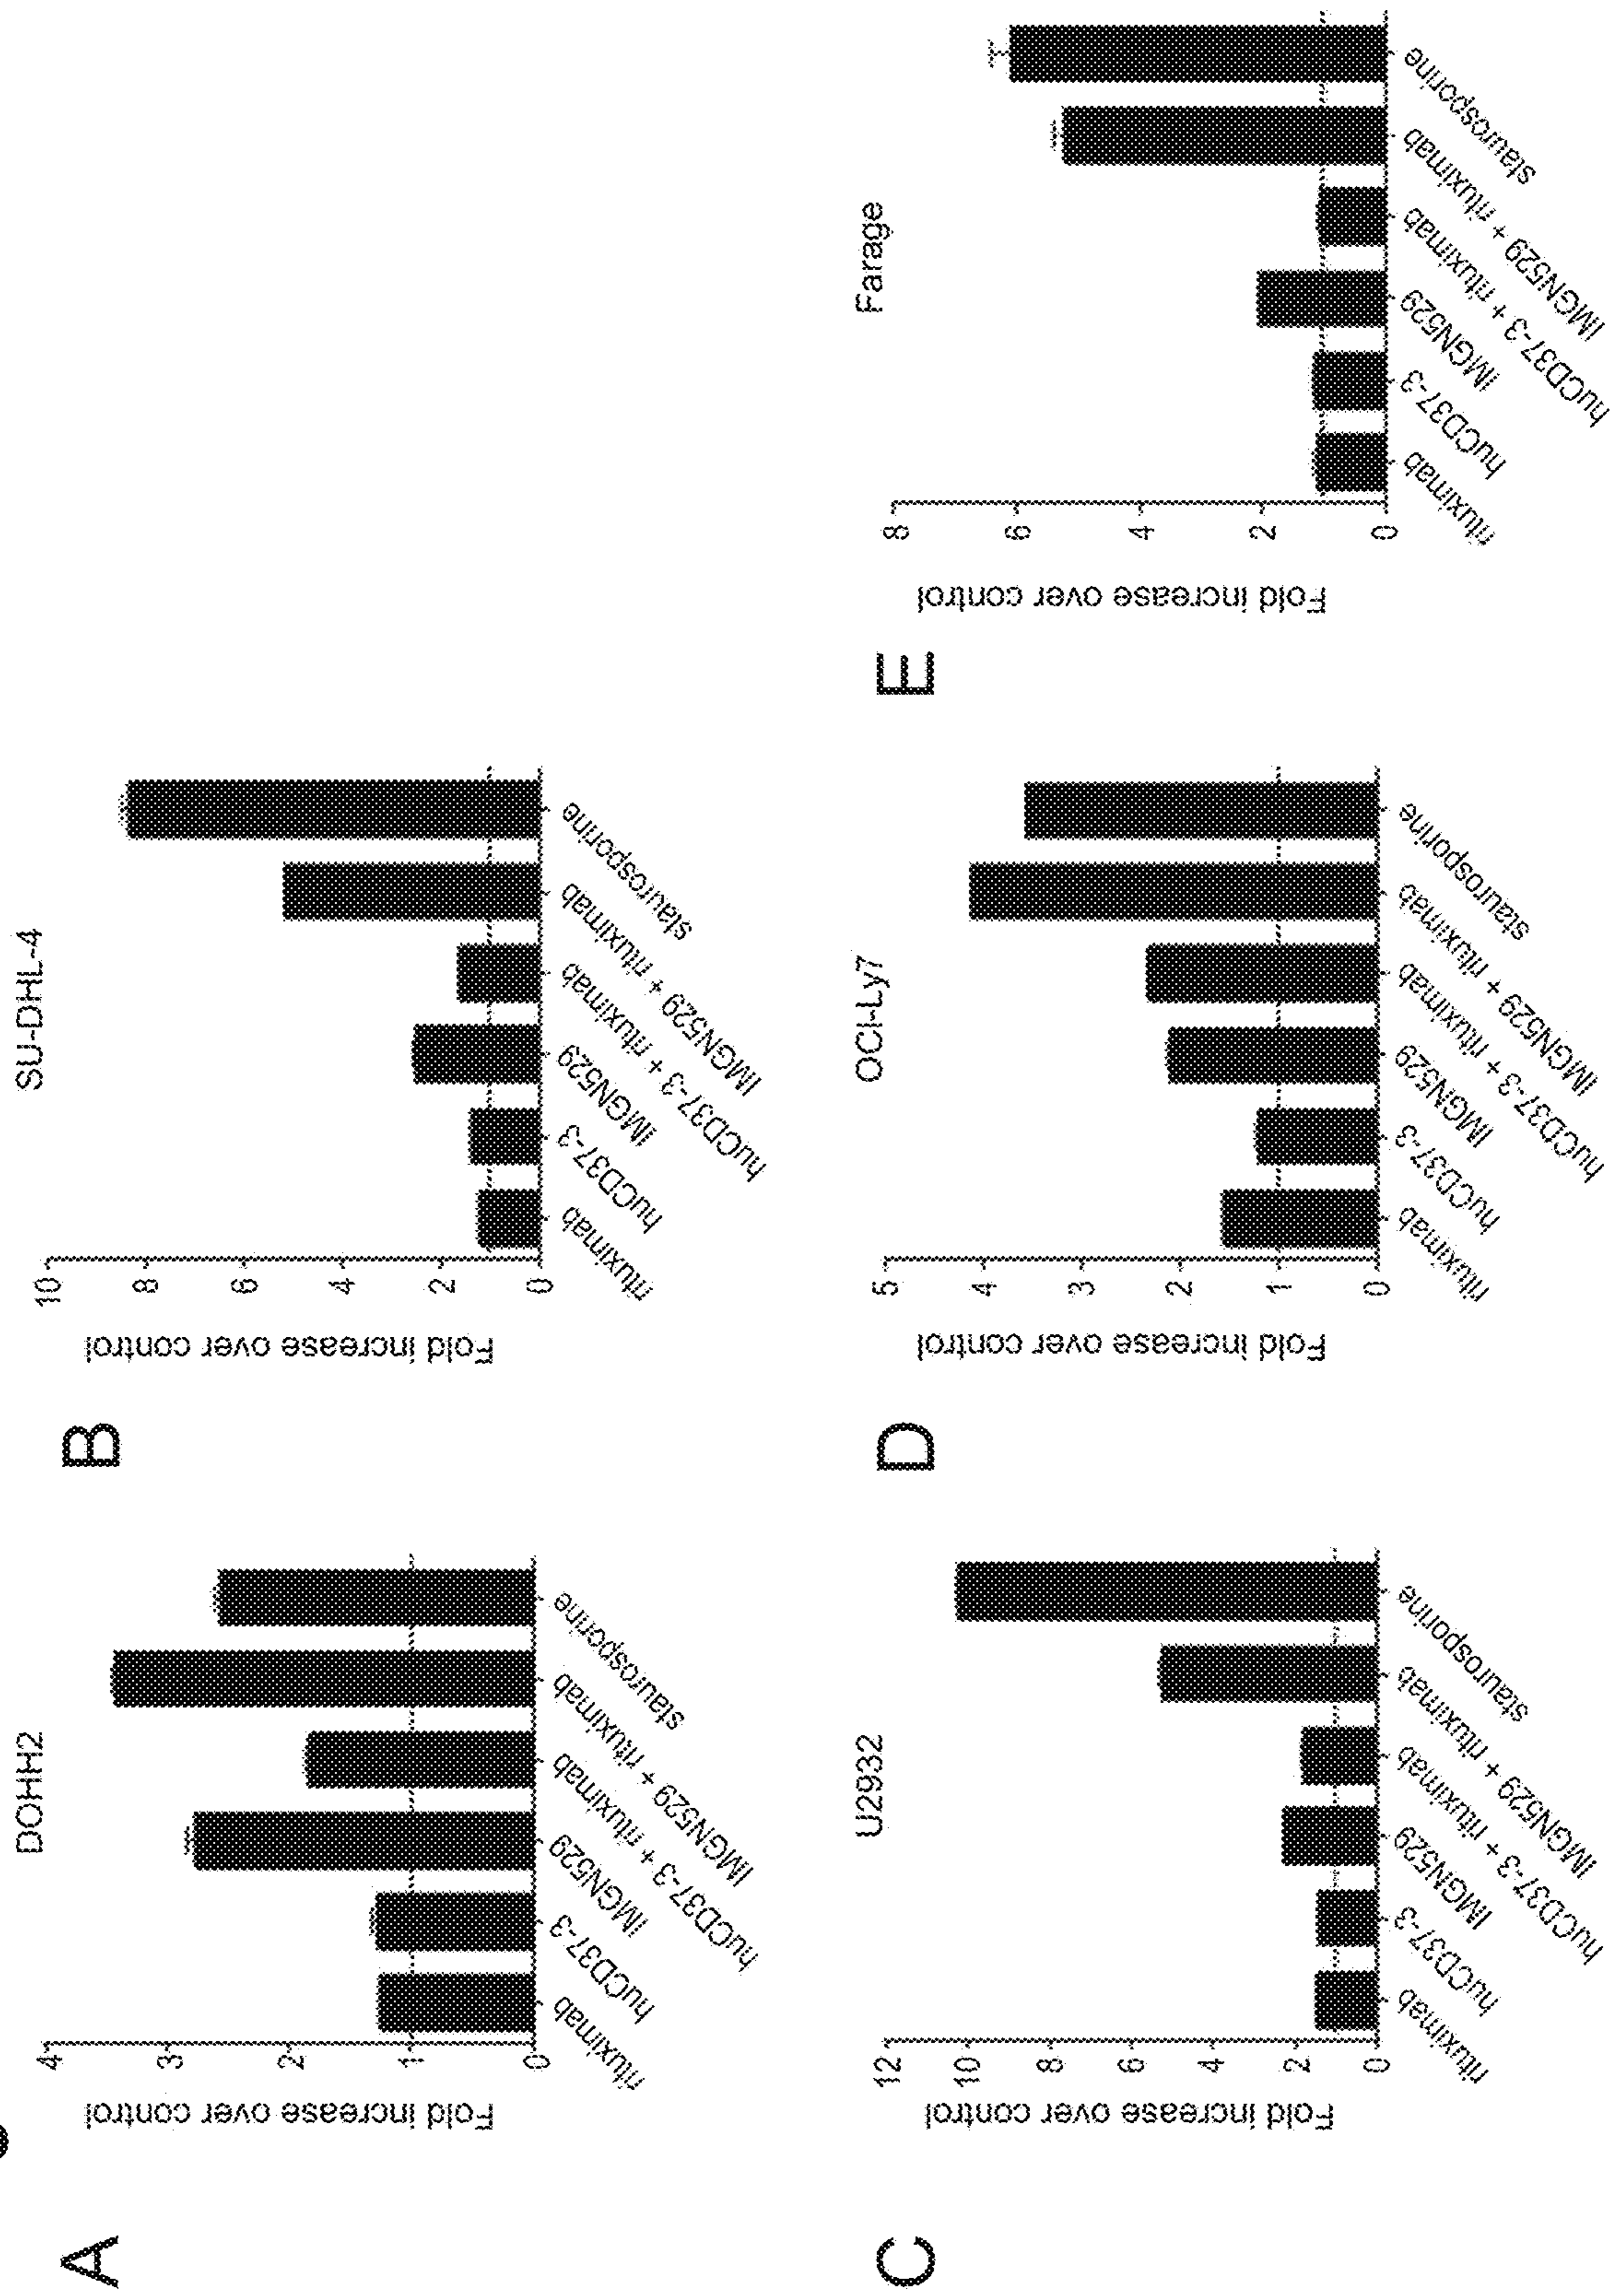 A
DOHH2
Fold increase over control
4
3
2
1
0
rituximab
huCD37-3
IMGN529
huCD37-3 + rituximab
IMGN529 + rituximab
staurosporine
B
SU-DHL-4
Fold increase over control
10
8
6
4
2
0
rituximab
huCD37-3
IMGN529
huCD37-3 + rituximab
IMGN529 + rituximab
staurosporine
C
U2932
Fold increase over control
12
10
8
6
4
2
0
rituximab
huCD37-3
IMGN529
huCD37-3 + rituximab
IMGN529 + rituximab
staurosporine
D
OCI-Ly7
Fold increase over control
5
4
3
2
1
0
rituximab
huCD37-3
IMGN529
huCD37-3 + rituximab
IMGN529 + rituximab
staurosporine
E
Farage
Fold increase over control
8
6
4
2
0
rituximab
huCD37-3
IMGN529
huCD37-3 + rituximab
IMGN529 + rituximab
staurosporine